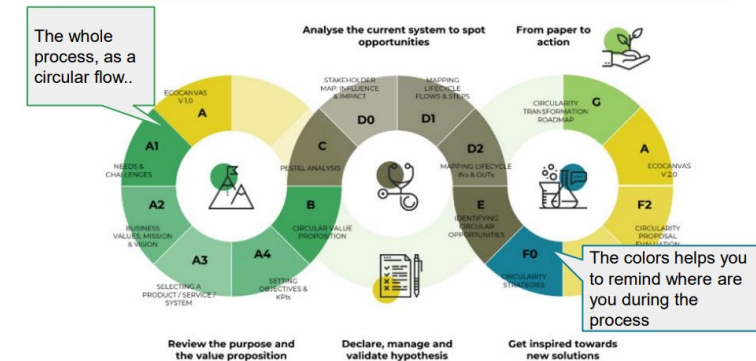 The whole
process, as a
circular flow..
Analyse the current system to spot
opportunities
From paper to
action
ECOCANVAS
V 1.0
A
A1
NEEDS &
CHALLENGES
A2
BUSINESS
VALUES, MISSION
& VISION
A3
SELECTING A
PRODUCT / SERVICE /
SYSTEM
A4
SETTING
OBJECTIVES &
KPIs
B
CIRCULAR VALUE
PROPOSITION
C
PESTEL ANALYSIS
STAKEHOLDER
MAP: INFLUENCE
& IMPACT
D0
MAPPING
LIFECYCLE
FLOWS & STEPS
D1
D2
MAPPING LIFECYCLE
INs & OUTs
E
IDENTIFYING
CIRCULAR
OPPORTUNITIES
F0
CIRCULARITY
STRATEGIES
G
CIRCULARITY
TRANSFORMATION
ROADMAP
A
ECOCANVAS
V 2.0
F2
CIRCULARITY
PROPOSAL
EVALUATION
The colors helps you
to remind where are
you during the
process
Review the purpose and
the value proposition
Declare, manage and
validate hypothesis
Get inspired towards
new solutions